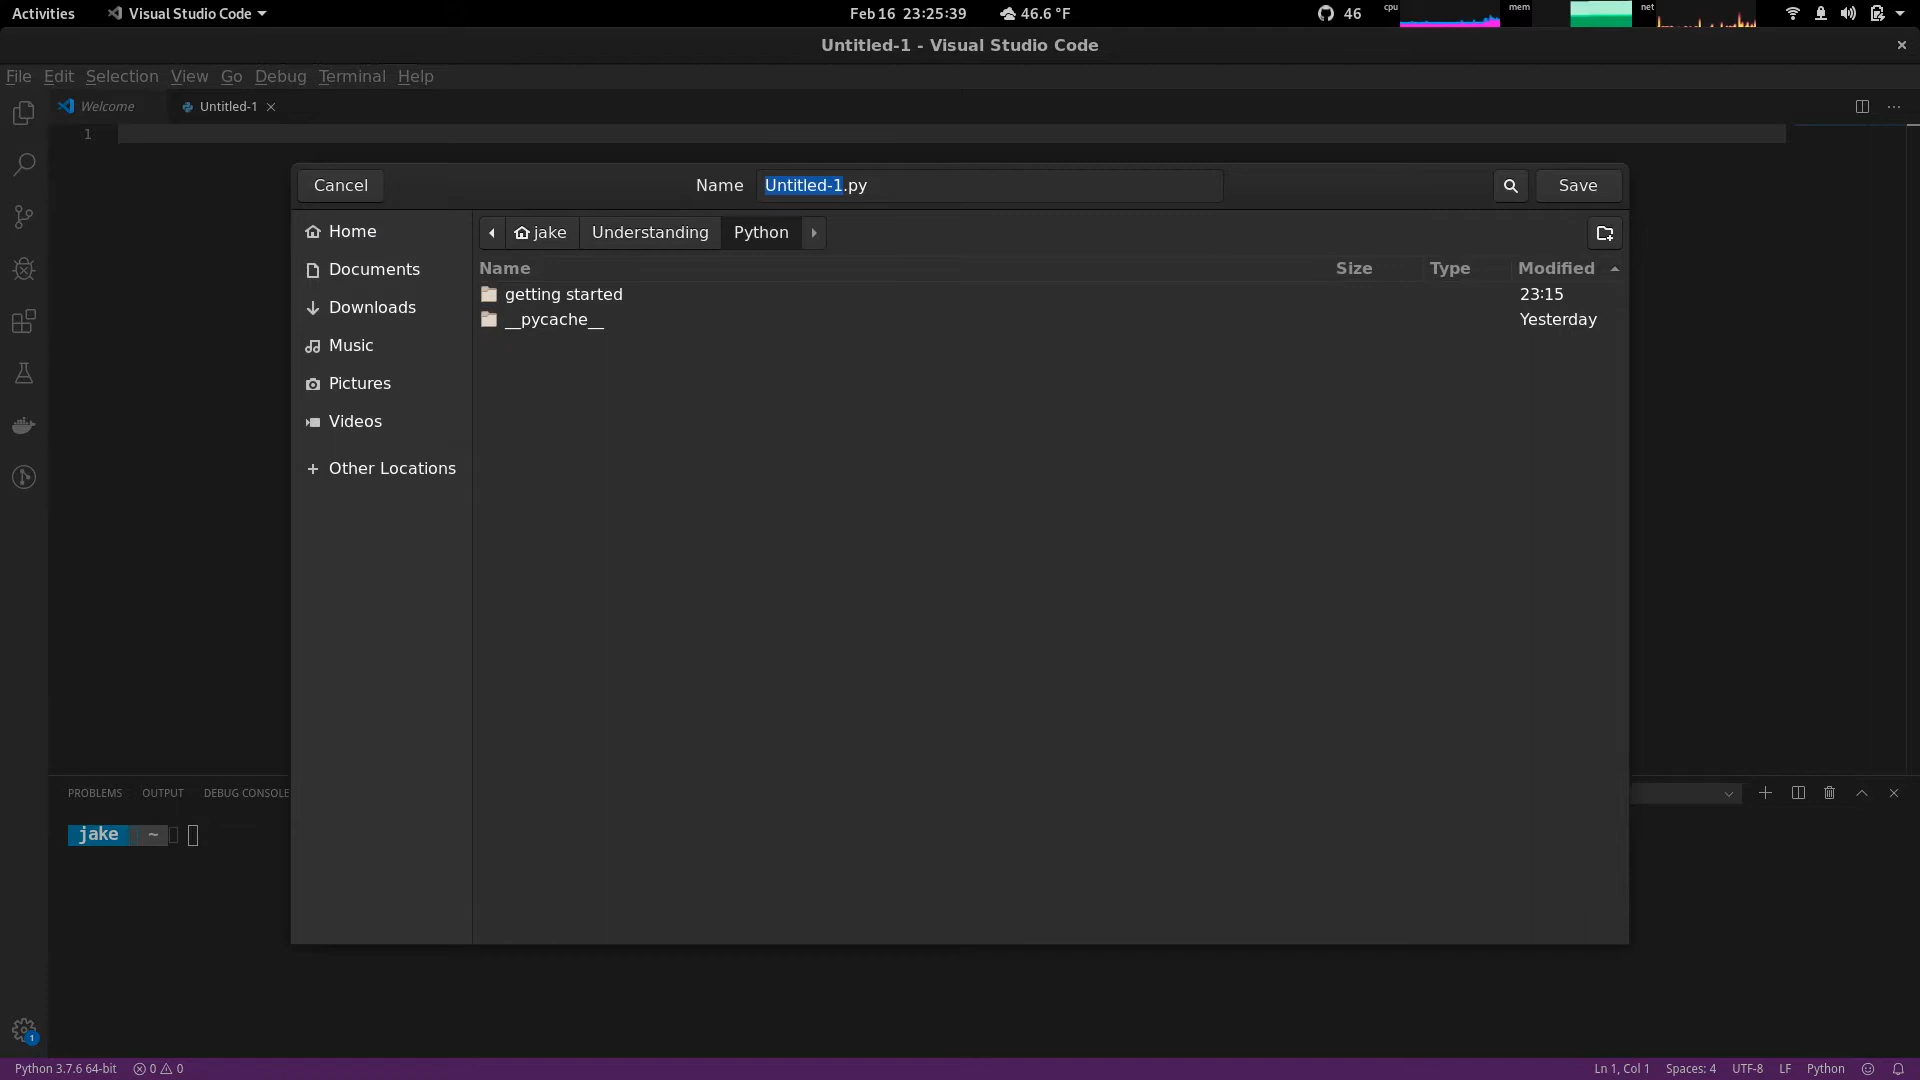 Activities Visual Studio Code Feb 16 23:25:39 46.6 °F 46 cpu mem net
Untitled-1 - Visual Studio Code
File Edit Selection View Go Debug Terminal Help
Welcome Untitled-1
1
Cancel Name Untitled-1.py Save
Home
Documents
Downloads
Music
Pictures
Videos
Other Locations
jake Understanding Python
Name Size Type Modified
getting started 23:15
__pycache__ Yesterday
PROBLEMS OUTPUT DEBUG CONSOLE
jake ~
1
Python 3.7.6 64-bit 0 0 Ln 1, Col 1 Spaces: 4 UTF-8 LF Python